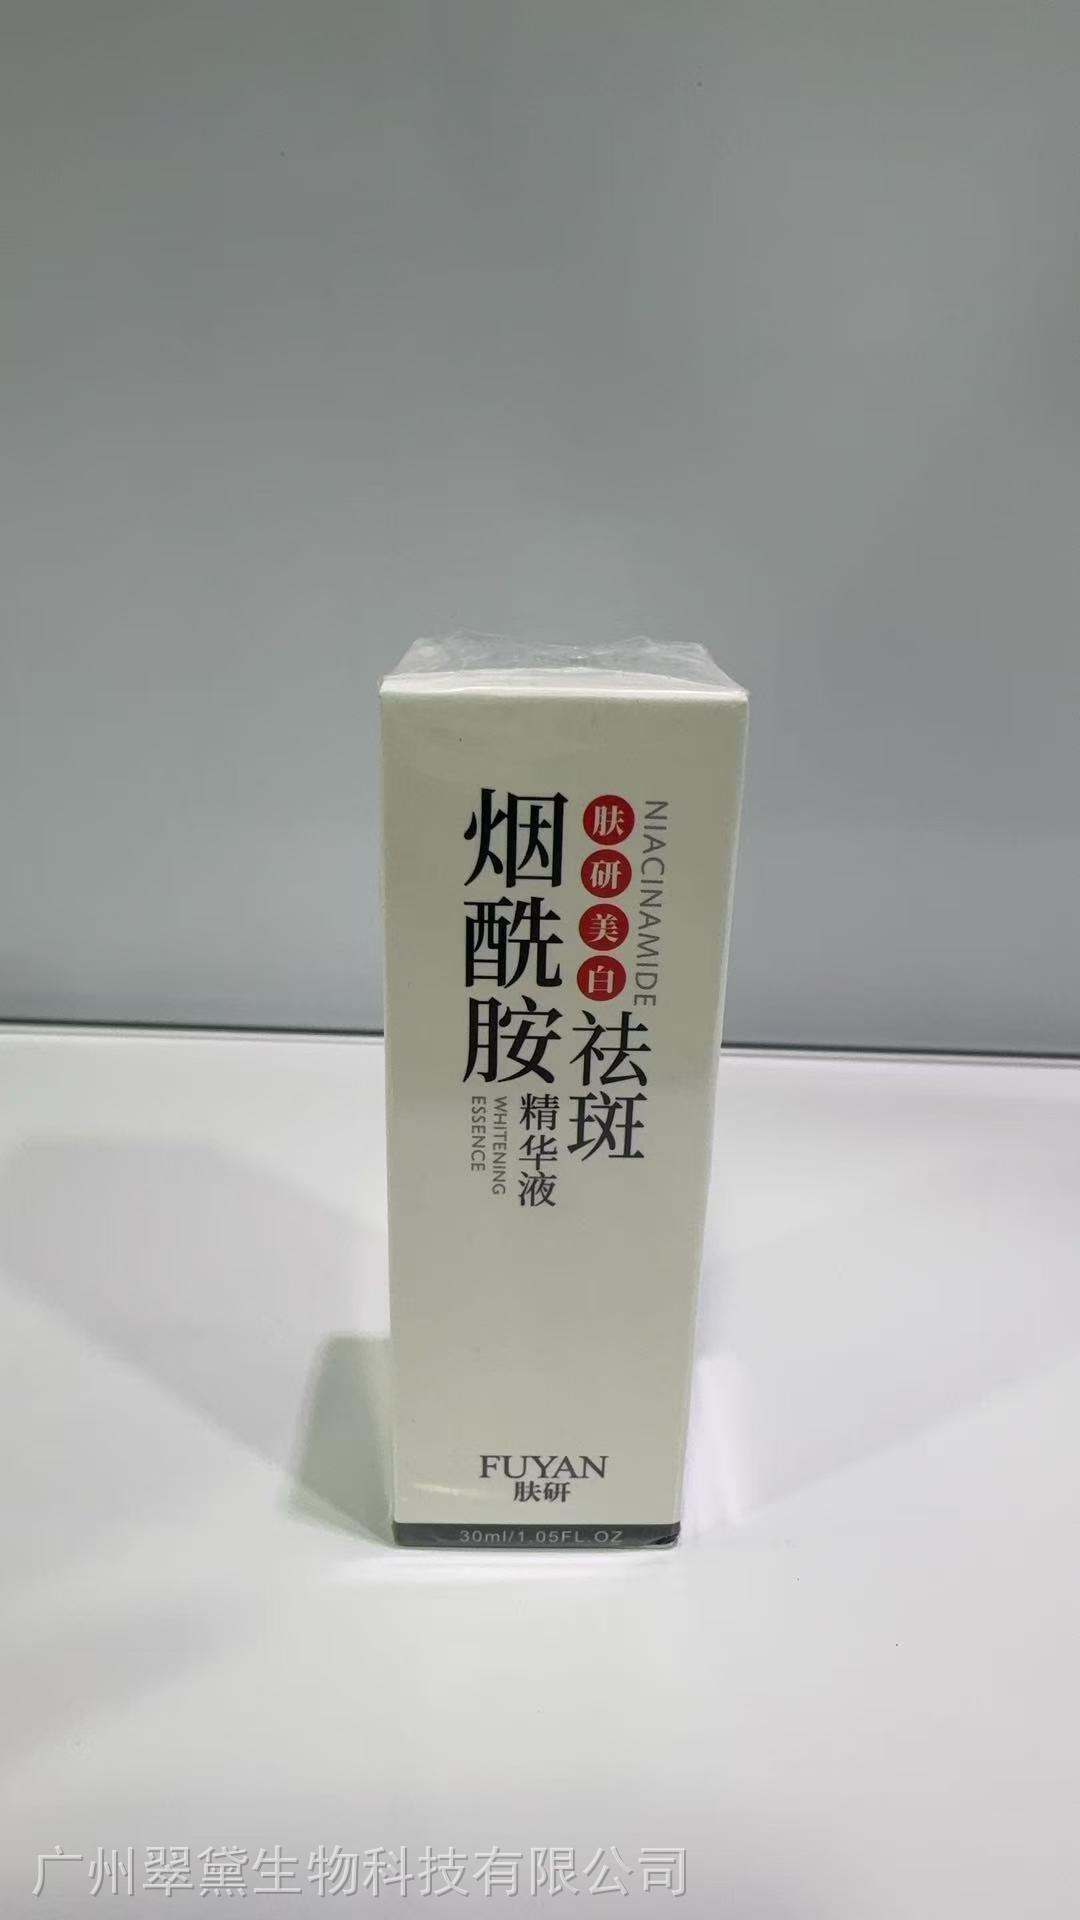 NIACINAMIDE
肤研美白
祛斑
烟酰胺
精华液
WHITENING
ESSENCE
FUYAN
肤研
30ml/1.05FL.OZ
广州翠黛生物科技有限公司